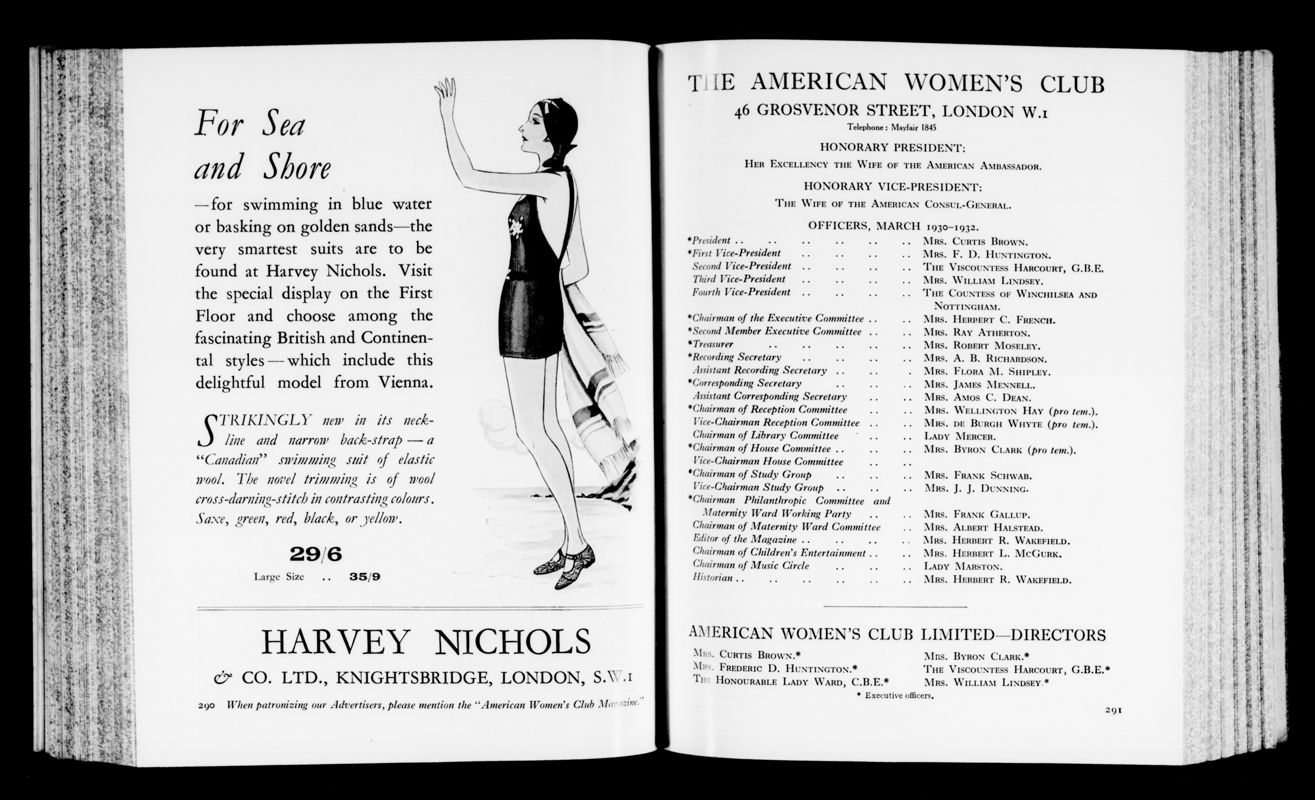 For Sea
and Shore
—for swimming in blue water
or basking on golden sands—the
very smartest suits are to be
found at Harvey Nichols. Visit
the special display on the First
Floor and choose among the
fascinating British and Continen-
tal styles—which include this
delightful model from Vienna.
STRIKINGLY new in its neck-
line and narrow back-strap — a
“Canadian” swimming suit of elastic
wool. The novel trimming is of wool
cross-darning-stitch in contrasting colours.
Saxe, green, red, black, or yellow.
29/6
Large Size .. 35/9
HARVEY NICHOLS
& CO. LTD., KNIGHTSBRIDGE, LONDON, S.W.1
290 When patronizing our Advertisers, please mention the “American Women's Club Magazine.”
THE AMERICAN WOMEN'S CLUB
46 GROSVENOR STREET, LONDON W.1
Telephone: Mayfair 1845
HONORARY PRESIDENT:
Her Excellency the Wife of the American Ambassador.
HONORARY VICE-PRESIDENT:
The Wife of the American Consul-General.
OFFICERS, MARCH 1930–1932.
*President .. .. .. .. .. .. Mrs. Curtis Brown.
*First Vice-President .. .. .. .. Mrs. F. D. Huntington.
Second Vice-President .. .. .. .. The Viscountess Harcourt, G.B.E.
Third Vice-President .. .. .. .. Mrs. William Lindsey.
Fourth Vice-President .. .. .. .. The Countess of Winchilsea and
Nottingham.
*Chairman of the Executive Committee .. .. Mrs. Herbert C. French.
*Second Member Executive Committee .. .. Mrs. Ray Atherton.
*Treasurer .. .. .. .. .. Mrs. Robert Moseley.
*Recording Secretary .. .. .. .. Mrs. A. B. Richardson.
Assistant Recording Secretary .. .. .. Mrs. Flora M. Shipley.
*Corresponding Secretary .. .. .. Mrs. James Mennell.
Assistant Corresponding Secretary .. .. Mrs. Amos C. Dean.
*Chairman of Reception Committee .. .. Mrs. Wellington Hay (pro tem.).
Vice-Chairman Reception Committee .. .. Mrs. de Burgh Whyte (pro tem.).
Chairman of Library Committee .. .. Lady Mercer.
*Chairman of House Committee .. .. .. Mrs. Byron Clark (pro tem.).
Vice-Chairman House Committee .. ..
*Chairman of Study Group .. .. .. Mrs. Frank Schwab.
Vice-Chairman Study Group .. .. .. Mrs. J. J. Dunning.
*Chairman Philanthropic Committee and
Maternity Ward Working Party .. .. Mrs. Frank Gallup.
Chairman of Maternity Ward Committee .. Mrs. Albert Halstead.
Editor of the Magazine .. .. .. .. Mrs. Herbert R. Wakefield.
Chairman of Children's Entertainment .. .. Mrs. Herbert L. McGurk.
Chairman of Music Circle .. .. .. Lady Marston.
Historian .. .. .. .. .. .. Mrs. Herbert R. Wakefield.
AMERICAN WOMEN'S CLUB LIMITED—DIRECTORS
Mrs. Curtis Brown.* Mrs. Byron Clark.*
Mrs. Frederic D. Huntington.* The Viscountess Harcourt, G.B.E.*
The Honourable Lady Ward, C.B.E.* Mrs. William Lindsey.*
* Executive officers.
291